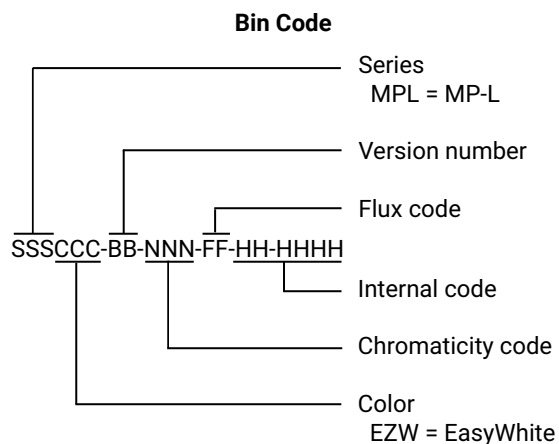 Bin Code
Series
MPL = MP-L
Version number
Flux code
SSSCCC-BB-NNN-FF-HH-HHHH
Internal code
Chromaticity code
Color
EZW = EasyWhite